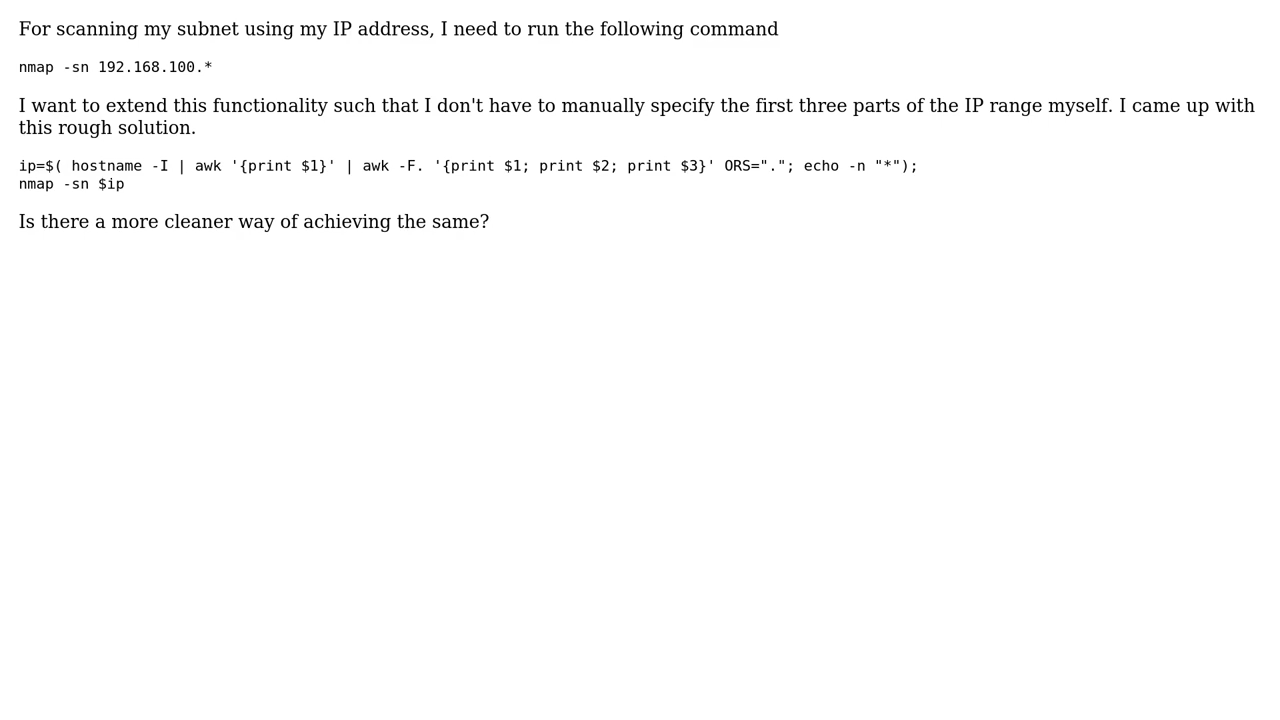 For scanning my subnet using my IP address, I need to run the following command
nmap -sn 192.168.100.*
I want to extend this functionality such that I don't have to manually specify the first three parts of the IP range myself. I came up with
this rough solution.
ip=$( hostname -I | awk '{print $1}' | awk -F. '{print $1; print $2; print $3}' ORS="."; echo -n "*");
nmap -sn $ip
Is there a more cleaner way of achieving the same?